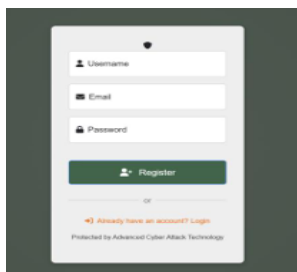 Username
Email
Password
Register
or
Already have an account? Login
Protected by Advanced Cyber Attack Technology